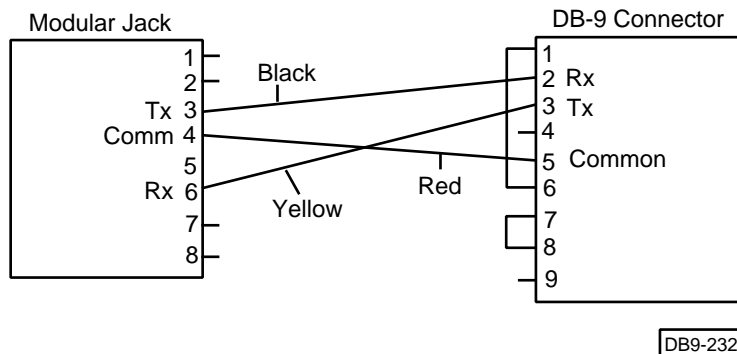 Modular Jack
DB-9 Connector
1
2
Tx 3
Comm 4
5
Rx 6
7
8
Black
Yellow
Red
1
2 Rx
3 Tx
4
5 Common
6
7
8
9
DB9-232